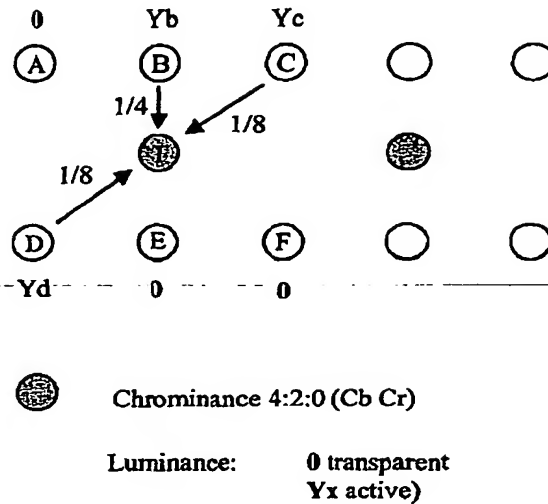 0 Yb Yc
A B C
1/4
1/8
1/8
D E F
Yd 0 0
Chrominance 4:2:0 (Cb Cr)
Luminance: 0 transparent
Yx active)